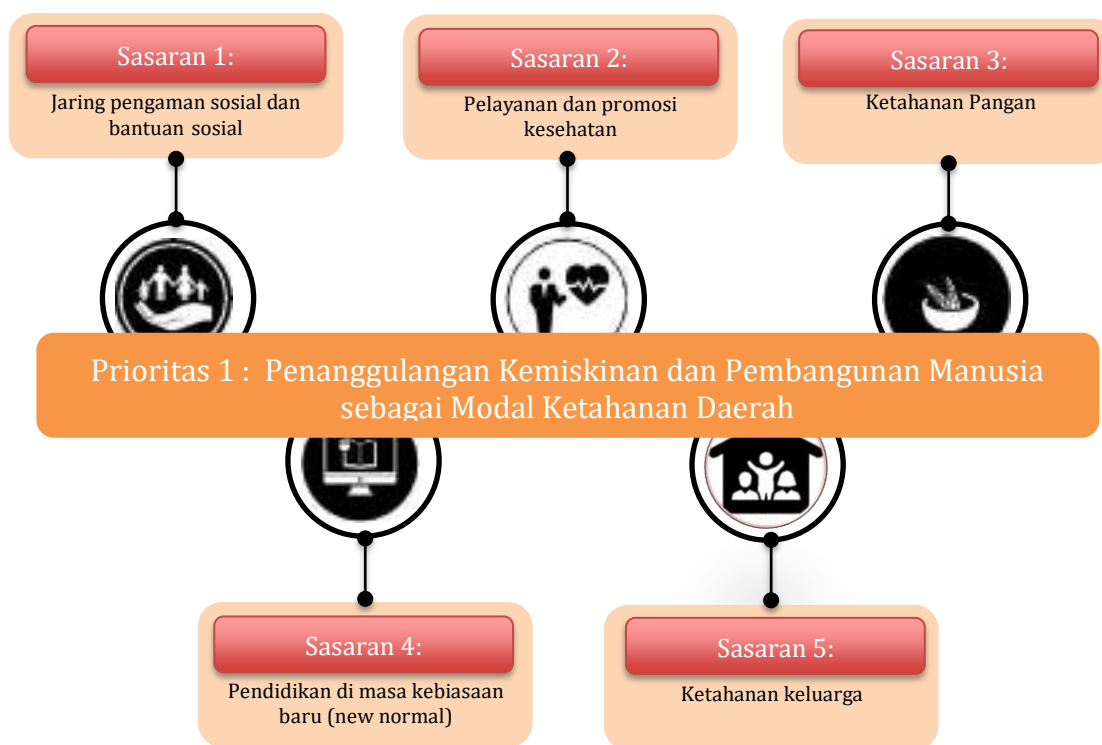 Sasaran 1:
Jaring pengaman sosial dan
bantuan sosial
Sasaran 2:
Pelayanan dan promosi
kesehatan
Sasaran 3:
Ketahanan Pangan
Prioritas 1 : Penanggulangan Kemiskinan dan Pembangunan Manusia
sebagai Modal Ketahanan Daerah
Sasaran 4:
Pendidikan di masa kebiasaan
baru (new normal)
Sasaran 5:
Ketahanan keluarga